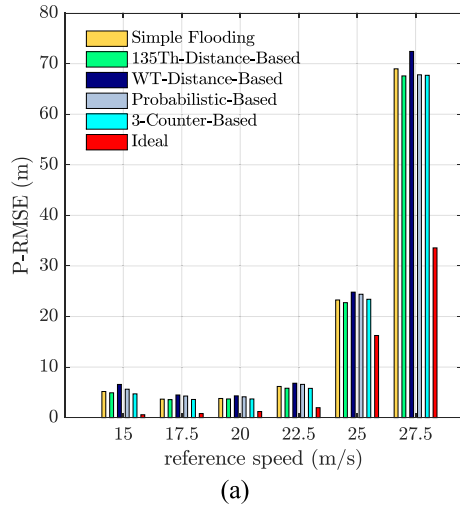 80
70
60
50
40
30
20
10
0
P-RMSE (m)
Simple Flooding
135Th-Distance-Based
WT-Distance-Based
Probabilistic-Based
3-Counter-Based
Ideal
15 17.5 20 22.5 25 27.5
reference speed (m/s)
(a)